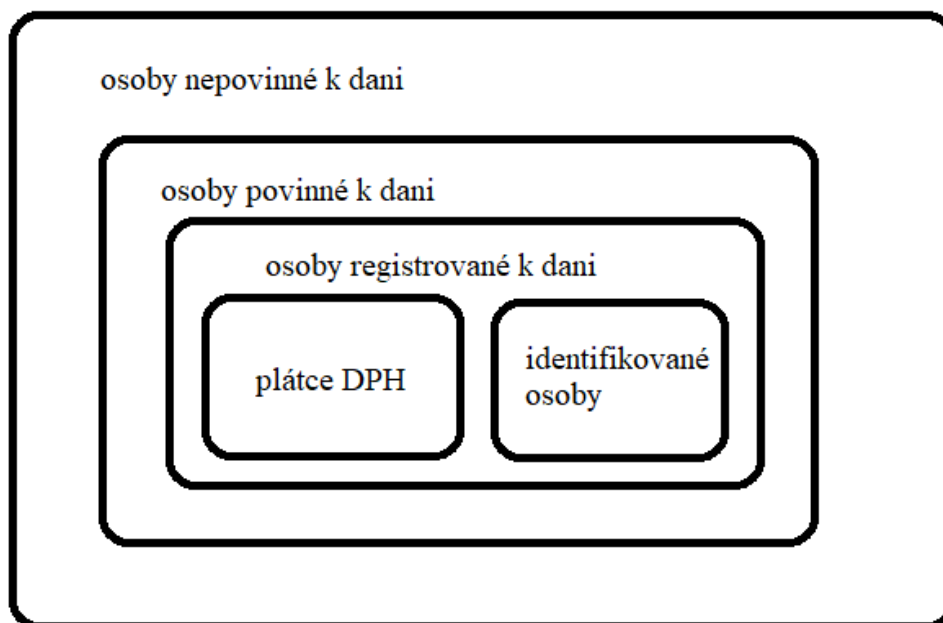 osoby nepovinné k dani
osoby povinné k dani
osoby registrované k dani
plátce DPH
identifikované
osoby